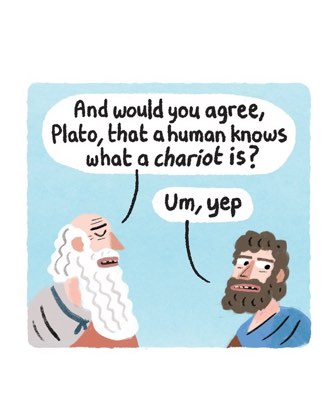 And would you agree,
Plato, that a human knows
what a chariot is?
Um, yep